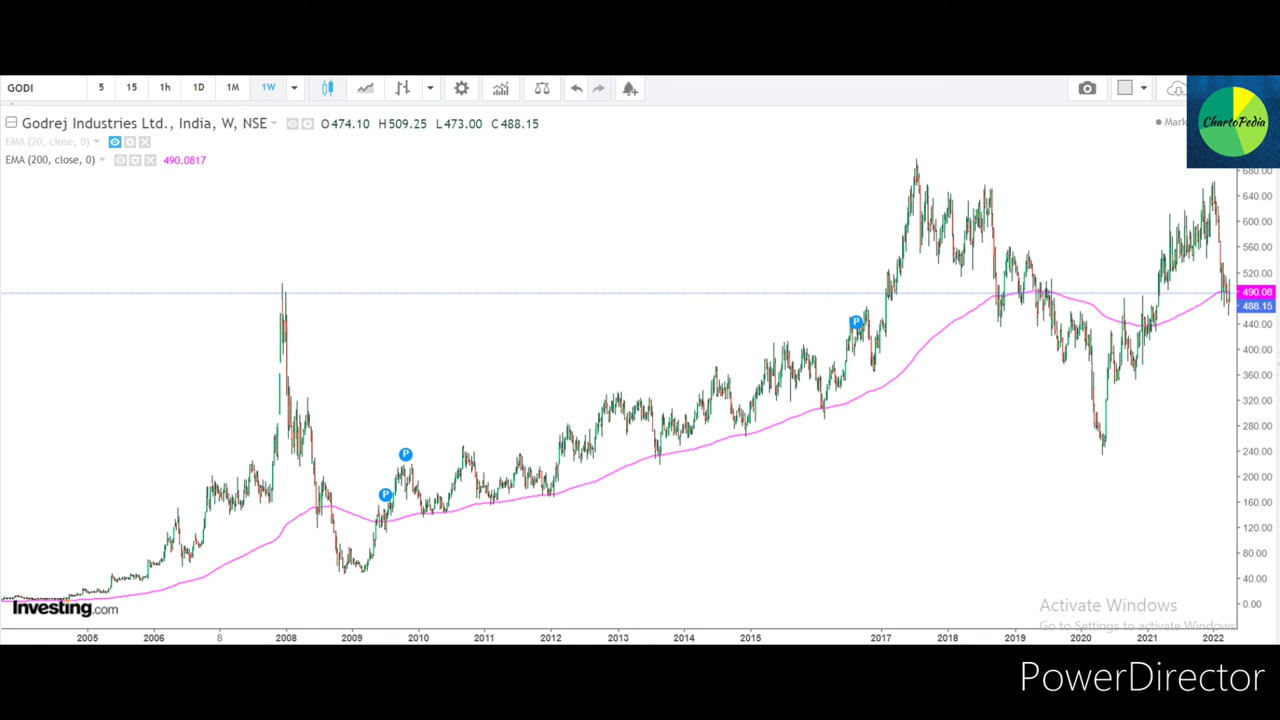 GODI 5 15 1h 1D 1M 1W
Godrej Industries Ltd., India, W, NSE O474.10 H509.25 L473.00 C488.15
Mark
ChartoPedia
EMA (20, close, 0)
EMA (200, close, 0) 490.0817
680.00
640.00
600.00
560.00
520.00
490.08
488.15
440.00
400.00
360.00
320.00
280.00
240.00
200.00
160.00
120.00
80.00
40.00
0.00
P
P
P
Investing.com
Activate Windows
Go to Settings to activate Windows.
2005 2006 8 2008 2009 2010 2011 2012 2013 2014 2015 2017 2018 2019 2020 2021 2022
PowerDirector